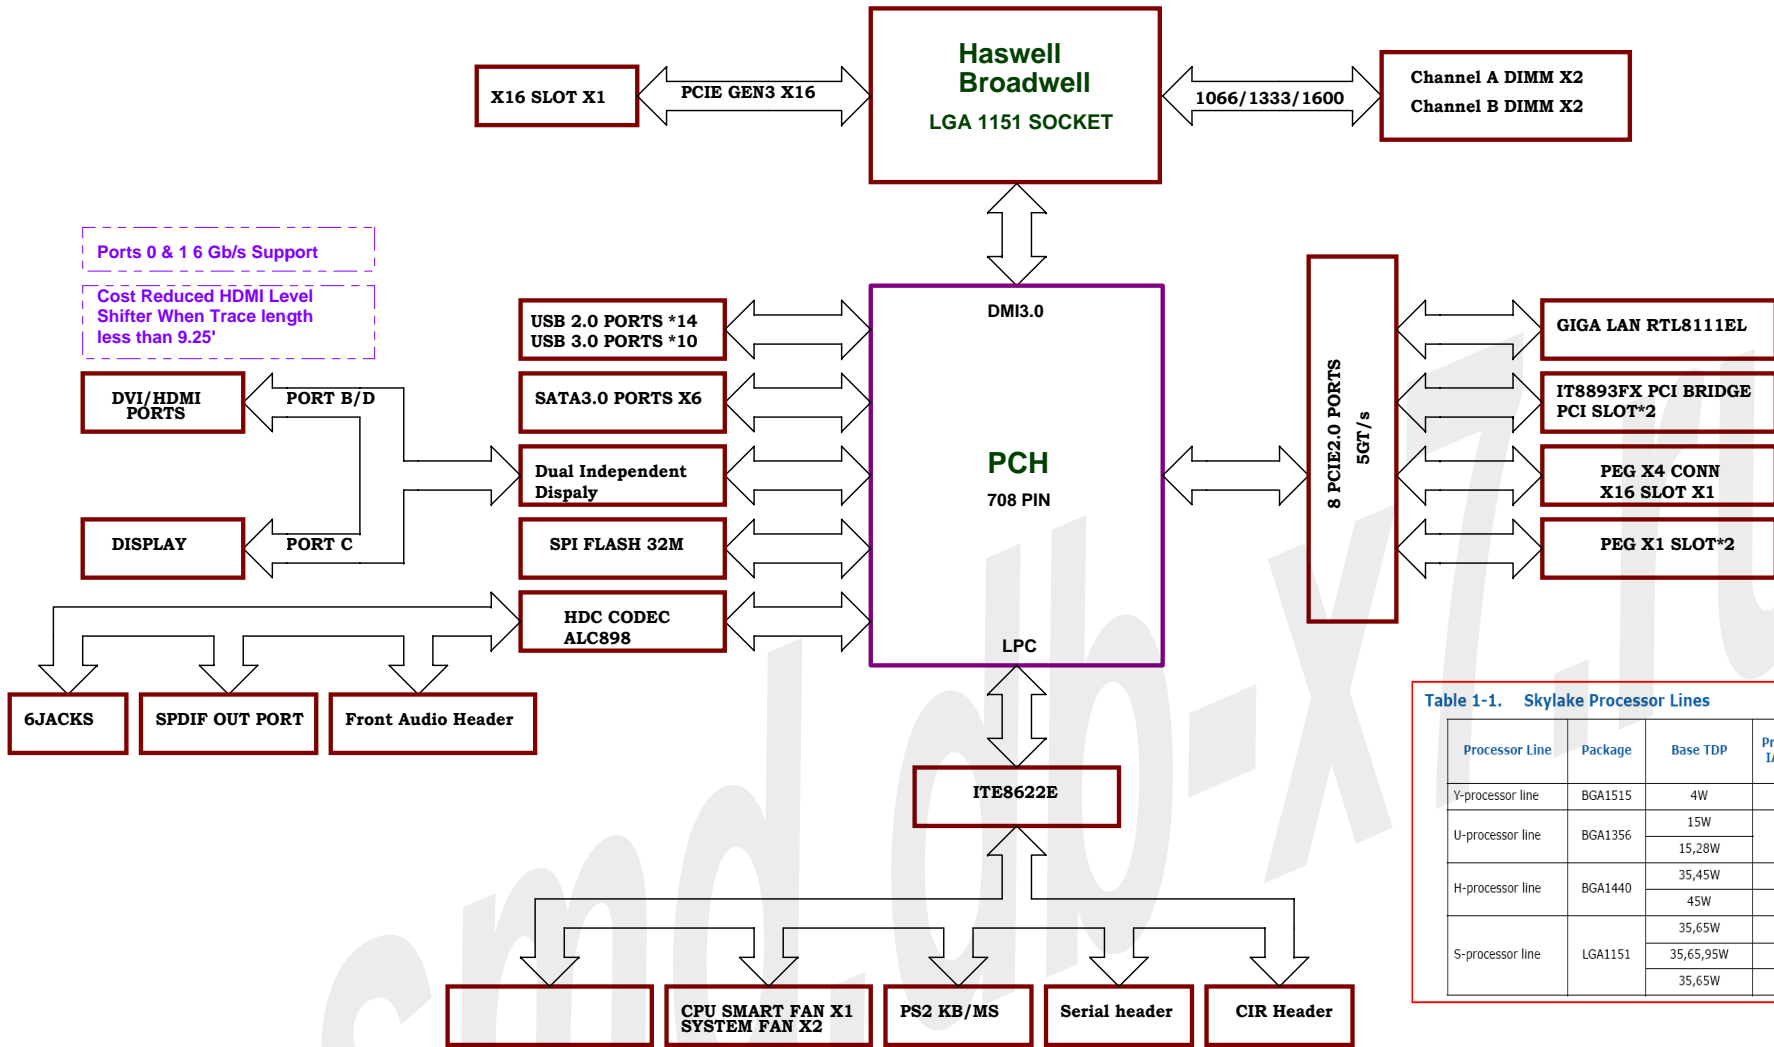 Haswell
Broadwell
LGA 1151 SOCKET
X16 SLOT X1
PCIE GEN3 X16
1066/1333/1600
Channel A DIMM X2
Channel B DIMM X2
Ports 0 & 1 6 Gb/s Support
Cost Reduced HDMI Level
Shifter When Trace length
less than 9.25'
DVI/HDMI
PORTS
PORT B/D
DISPLAY
PORT C
USB 2.0 PORTS *14
USB 3.0 PORTS *10
SATA3.0 PORTS X6
Dual Independent
Dispaly
SPI FLASH 32M
HDC CODEC
ALC898
DMI3.0
PCH
708 PIN
LPC
8 PCIE2.0 PORTS
5GT/s
GIGA LAN RTL8111EL
IT8893FX PCI BRIDGE
PCI SLOT*2
PEG X4 CONN
X16 SLOT X1
PEG X1 SLOT*2
6JACKS
SPDIF OUT PORT
Front Audio Header
ITE8622E
CPU SMART FAN X1
SYSTEM FAN X2
PS2 KB/MS
Serial header
CIR Header
Table 1-1. Skylake Processor Lines
Processor Line
Package
Base TDP
Y-processor line
BGA1515
4W
U-processor line
BGA1356
15W
15,28W
H-processor line
BGA1440
35,45W
45W
S-processor line
LGA1151
35,65W
35,65,95W
35,65W
smd.db-x7.ru